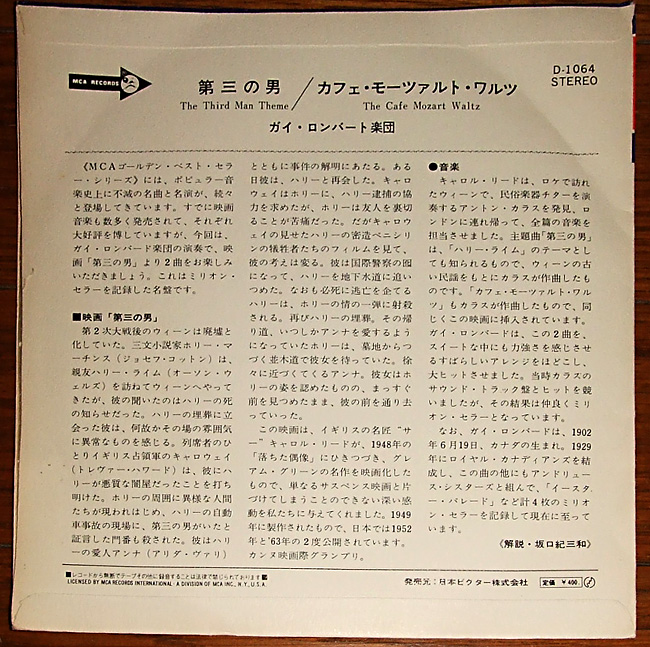 MCA RECORDS
第三の男／カフェ・モーツァルト・ワルツ
The Third Man Theme
The Cafe Mozart Waltz
D-1064
STEREO
ガイ・ロンバート楽団
《MCAゴールデン・ベスト・セラ
ー・シリーズ》には、ポピュラー音
楽史上に不滅の名曲と名演が、続々
と登場してきています。すでに映画
音楽も数多く発売されて、それぞれ
大好評を博していますが、今回は、
ガイ・ロンバード楽団の演奏で、映
画「第三の男」より2曲をお楽しみ
いただきましょう。これはミリオン・
セラーを記録した名盤です。
■映画「第三の男」
第2次大戦後のウィーンは廃墟と
化していた。三文小説家ホリー・マ
ーチンス（ジョセフ・コットン）は、
親友ハリー・ライム（オーソン・ウ
ェルズ）を訪ねてウィーンへやって
きたが、彼の聞いたのはハリーの死
の知らせだった。ハリーの埋葬に立
会った彼は、何故かその場の雰囲気
に異常なものを感じる。列席者のひ
とりイギリス占領軍のキャロウェイ
（トレヴァー・ハワード）は、彼にハ
リーが悪質な闇屋だったことを打ち
明けた。ホリーの周囲に異様な人間
たちが現われはじめ、ハリーの自動
車事故の現場に、第三の男がいたと
証言した門番も殺された。彼はハリ
ーの愛人アンナ（アリダ・ヴァリ）
とともに事件の解明にあたる。ある
日彼は、ハリーと再会した。キャロ
ウェイはホリーに、ハリー逮捕の協
力を求めたが、ホリーは友人を裏切
ることが苦痛だった。だがキャロウ
ェイの見せたハリーの密造ペニシリ
ンの犠牲者たちのフィルムを見て、
彼の考えは変る。彼は国際警察の囮
になって、ハリーを地下水道に追い
つめた。なおも必死に逃亡を企てる
ハリーは、ホリーの情の一弾に射殺
される。再びハリーの埋葬。その帰
り道、いつしかアンナを愛するよう
になっていたホリーは、墓地からつ
づく並木道で彼女を待っていた。徐
々に近づいてくるアンナ。彼女はホ
リーの姿を認めたものの、まっすぐ
前を見つめたまま、彼の前を通り去
っていった。
この映画は、イギリスの名匠“サ
ー”キャロル・リードが、1948年の
「落ちた偶像」にひきつづき、グレ
アム・グリーンの名作を映画化した
もので、単なるサスペンス映画と片
づけてしまうことのできない深い感
動を私たちに与えてくれました。1949
年に製作されたもので、日本では1952
年と'63年の2度公開されています。
カンヌ映画際グランプリ。
●音楽
キャロル・リードは、ロケで訪れ
たウィーンで、民俗楽器チターを演
奏するアントン・カラスを発見、ロ
ンドンに連れ帰って、全篇の音楽を
担当させました。主題曲「第三の男」
は、「ハリー・ライム」のテーマとし
ても知られるもので、ウィーンの古
い民謡をもとにカラスが作曲したも
のです。「カフェ・モーツァルト・ワル
ツ」もカラスが作曲したもので、同
じくこの映画に挿入されています。
ガイ・ロンバードは、この2曲を、
スイートな中にも力強さを感じさせ
るすばらしいアレンジをほどこし、
大ヒットさせました。当時カラスの
サウンド・トラック盤とヒットを競
いましたが、その結果は仲良くミリ
オン・セラーとなっています。
なお、ガイ・ロンバードは、1902
年6月19日、カナダの生まれ。1929
年にロイヤル・カナディアンズを結
成し、この曲の他にもアンドリュー
ス・シスターズと組んで、「イースタ
ー・パレード」など計4枚のミリオ
ン・セラーを記録して現在に至って
います。
《解説・坂口紀三和》
■レコードから無断でテープその他に録音することは法律で禁じられております■
LICENSED BY MCA RECORDS INTERNATIONAL・A DIVISION OF MCA INC., N.Y., U.S.A.
発売元：日本ビクター株式会社
定価 ￥400.